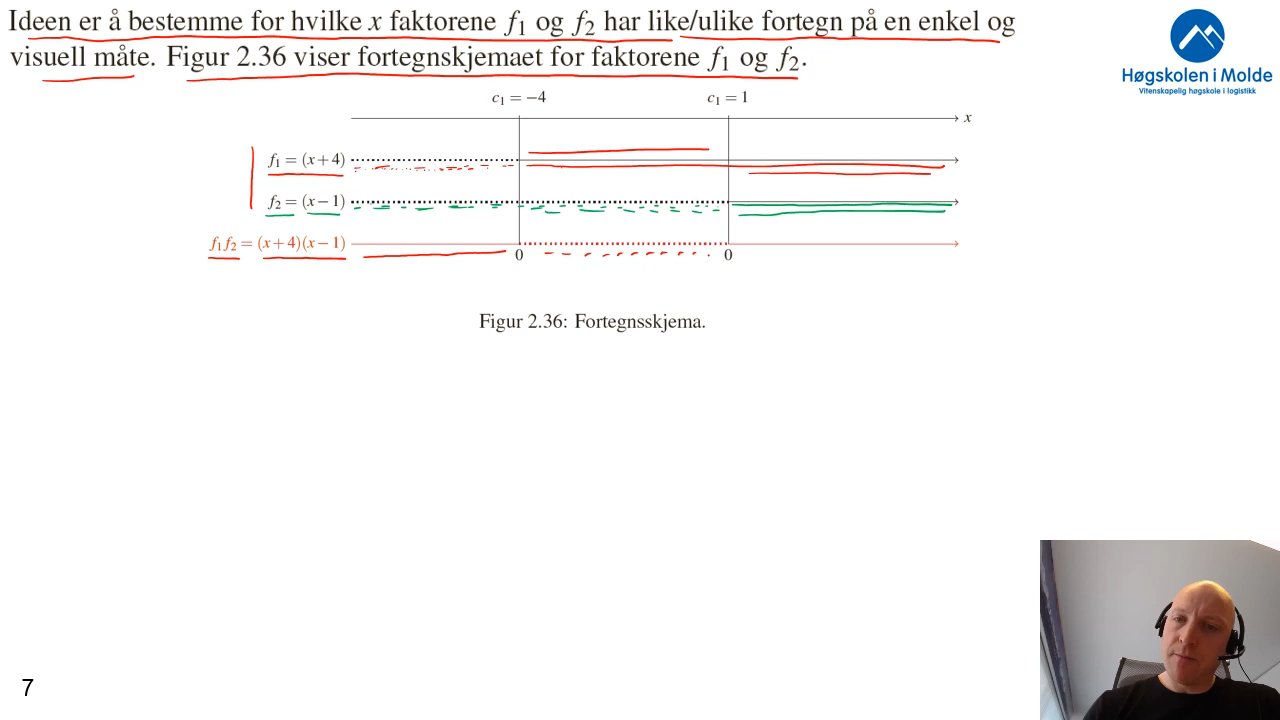 Ideen er å bestemme for hvilke x faktorene f₁ og f₂ har like/ulike fortegn på en enkel og
visuell måte. Figur 2.36 viser fortegnskjemaet for faktorene f₁ og f₂.
Høgskolen i Molde
Vitenskapelig høgskole i logistikk
c₁ = −4
c₁ = 1
x
f₁ = (x+4)
f₂ = (x−1)
f₁f₂ = (x+4)(x−1)
0
0
Figur 2.36: Fortegnsskjema.
7